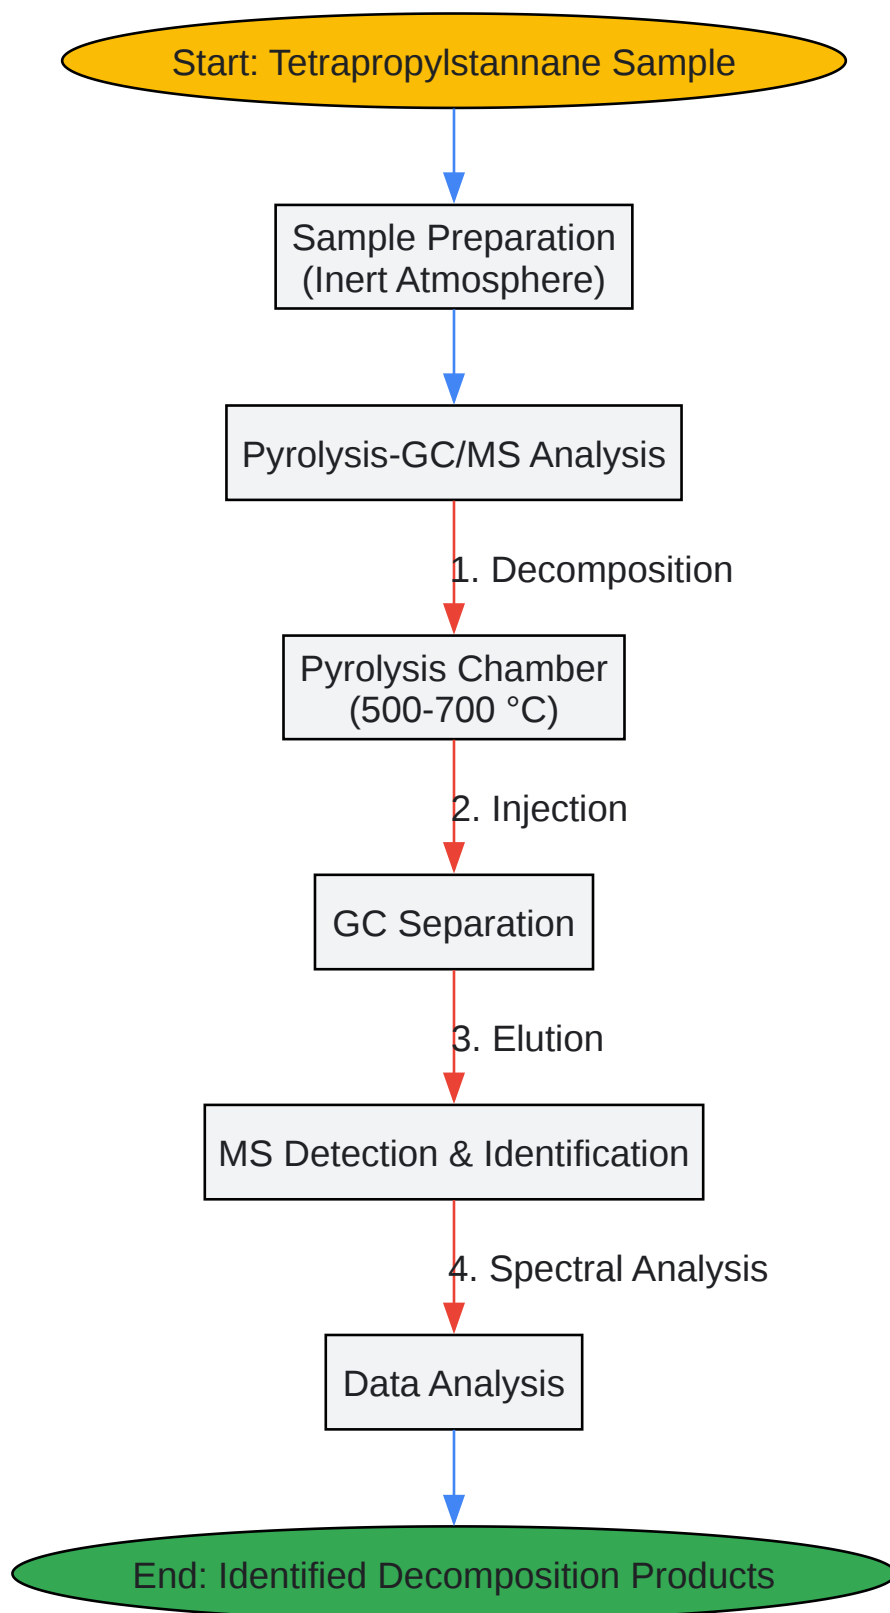 Start: Tetrapropylstannane Sample
Sample Preparation
(Inert Atmosphere)
Pyrolysis-GC/MS Analysis
1. Decomposition
Pyrolysis Chamber
(500-700 °C)
2. Injection
GC Separation
3. Elution
MS Detection & Identification
4. Spectral Analysis
Data Analysis
End: Identified Decomposition Products